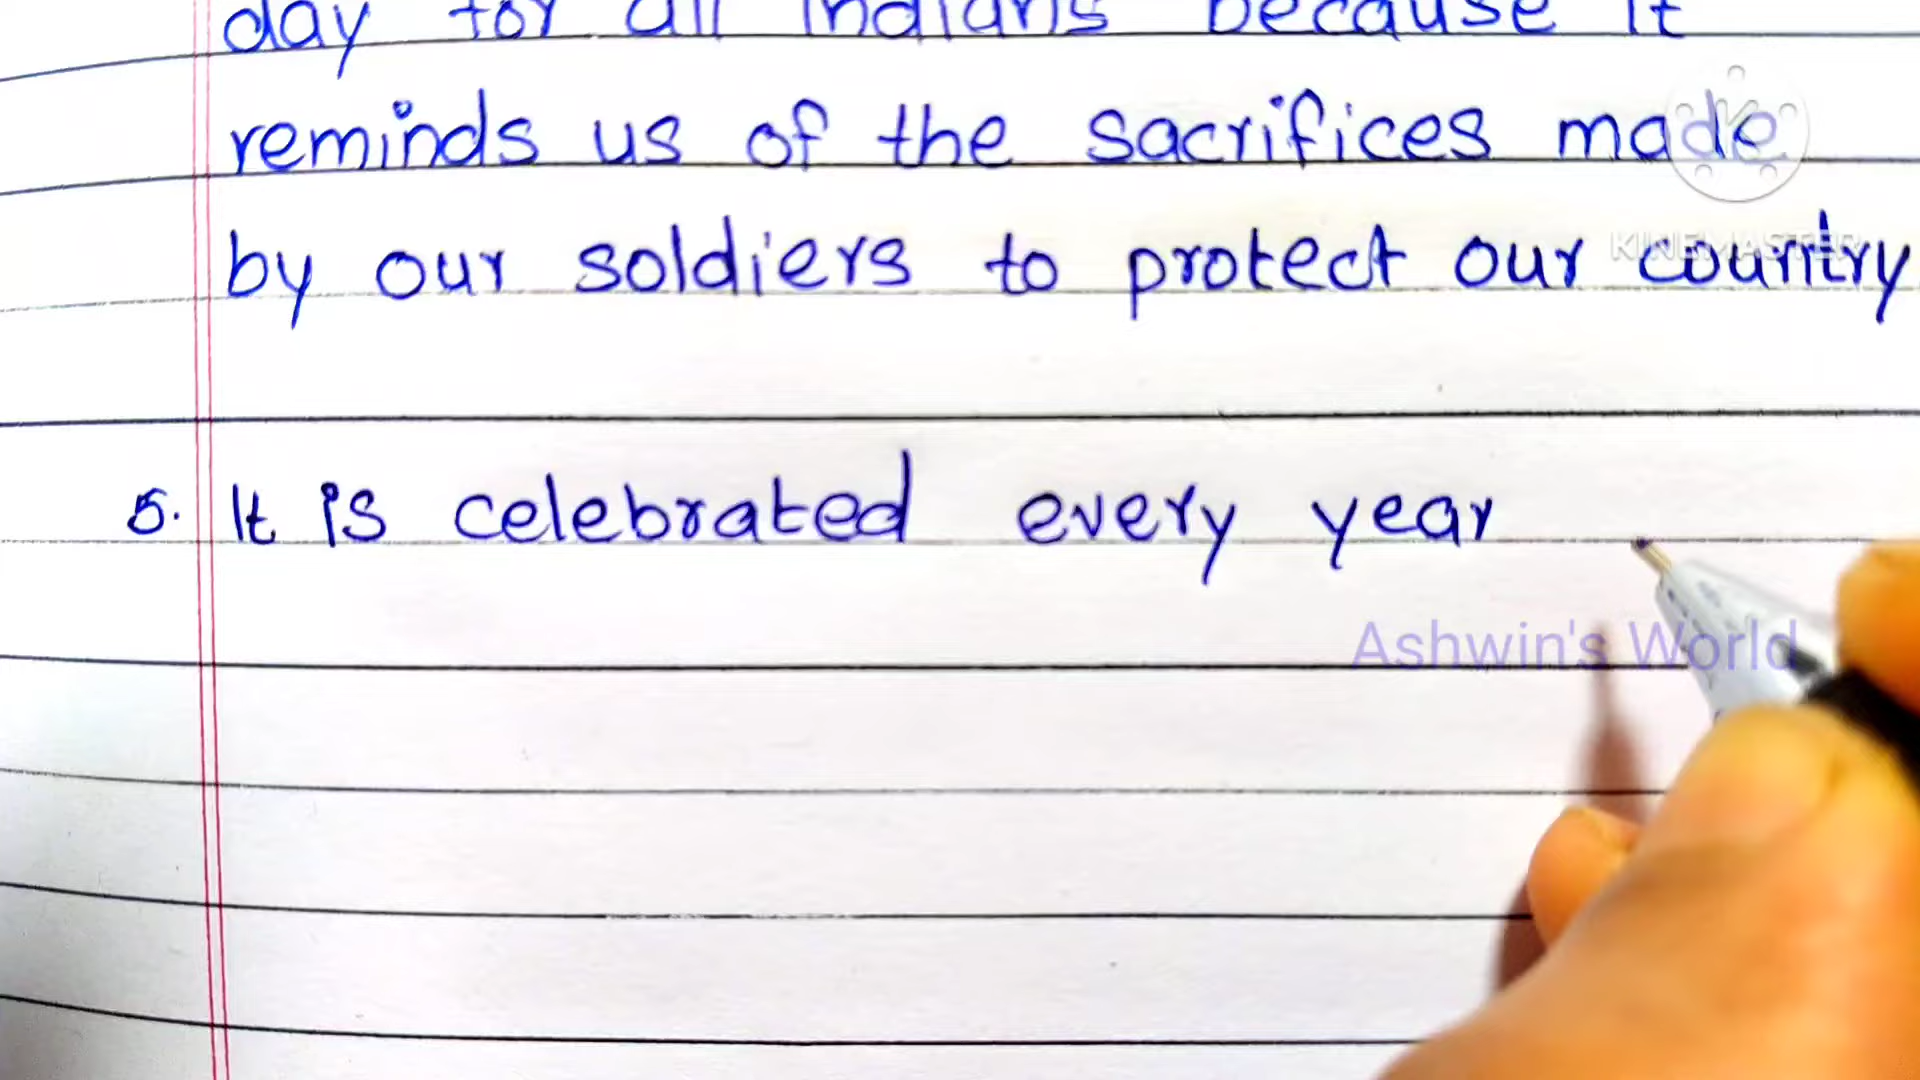 day for all Indians because it
reminds us of the sacrifices made
by our soldiers to protect our country
5. It is celebrated every year
KINEMASTER
Ashwin's World